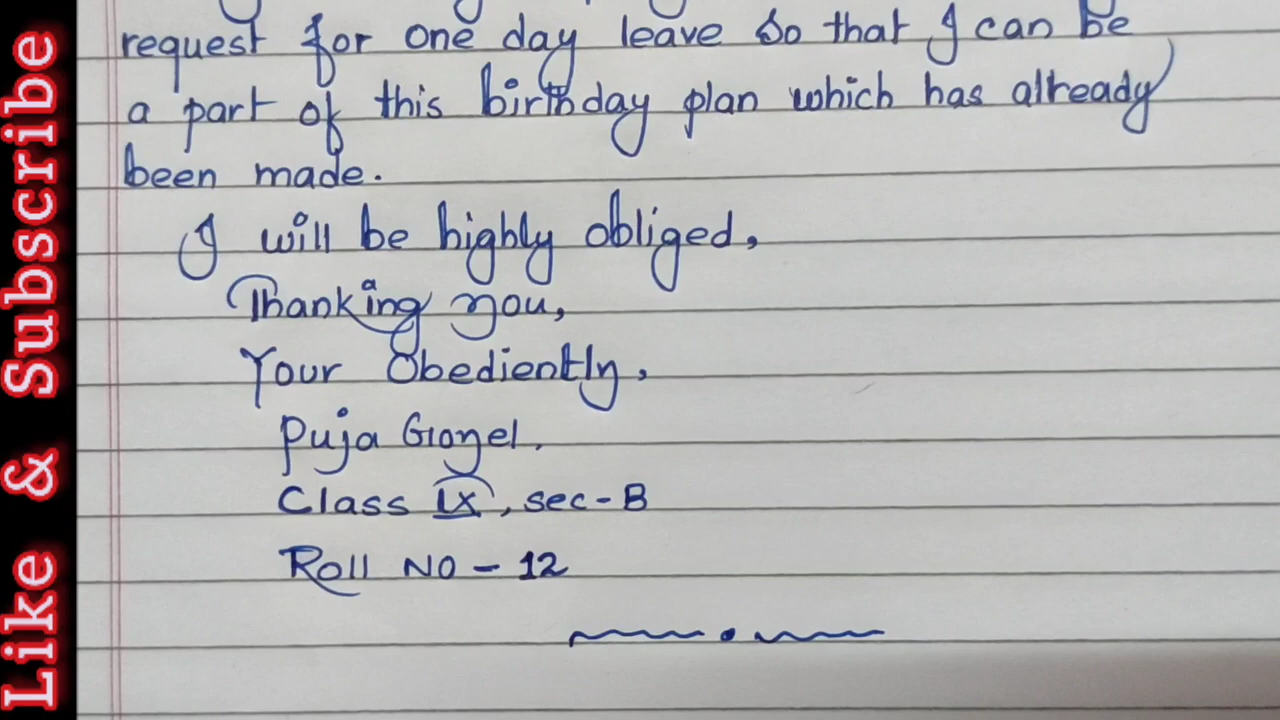 request for one day leave so that I can be
a part of this birthday plan which has already
been made.
I will be highly obliged,
Thanking you,
Your Obediently,
Puja Goyel.
Class IX, sec-B
Roll NO - 12
Like & Subscribe